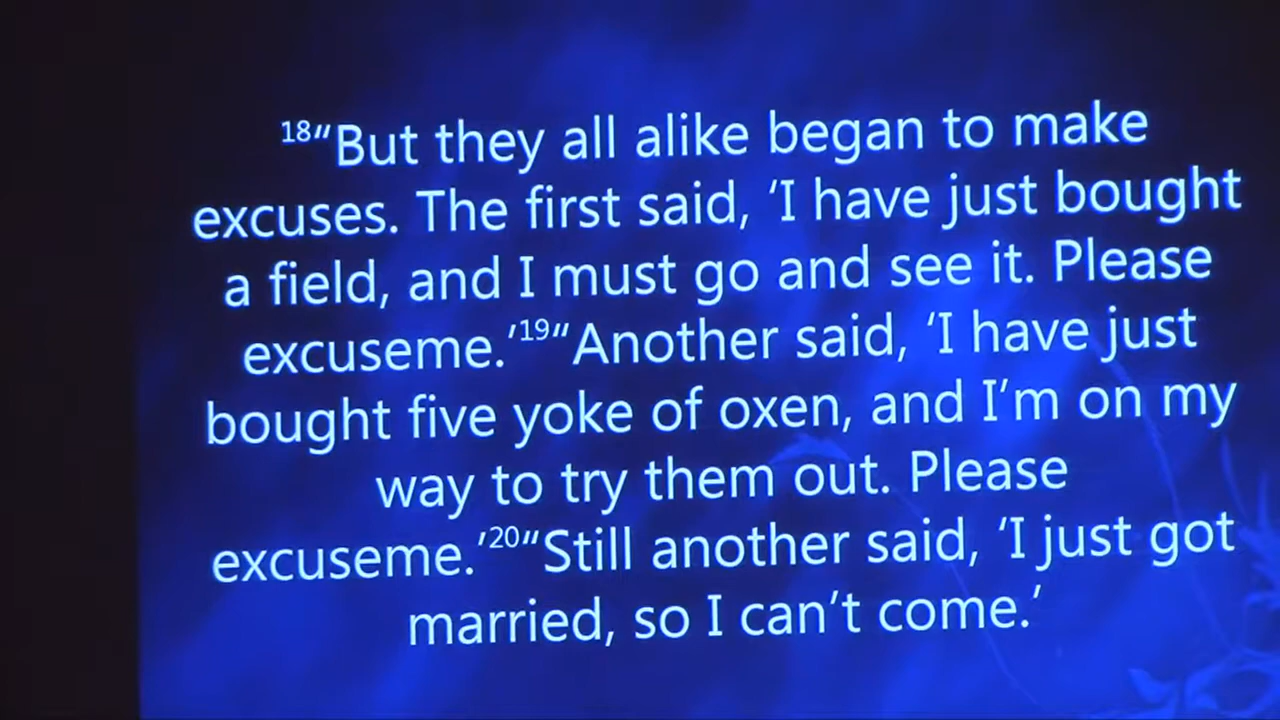 ¹⁸“But they all alike began to make
excuses. The first said, ‘I have just bought
a field, and I must go and see it. Please
excuseme.’¹⁹“Another said, ‘I have just
bought five yoke of oxen, and I’m on my
way to try them out. Please
excuseme.’²⁰“Still another said, ‘I just got
married, so I can’t come.’